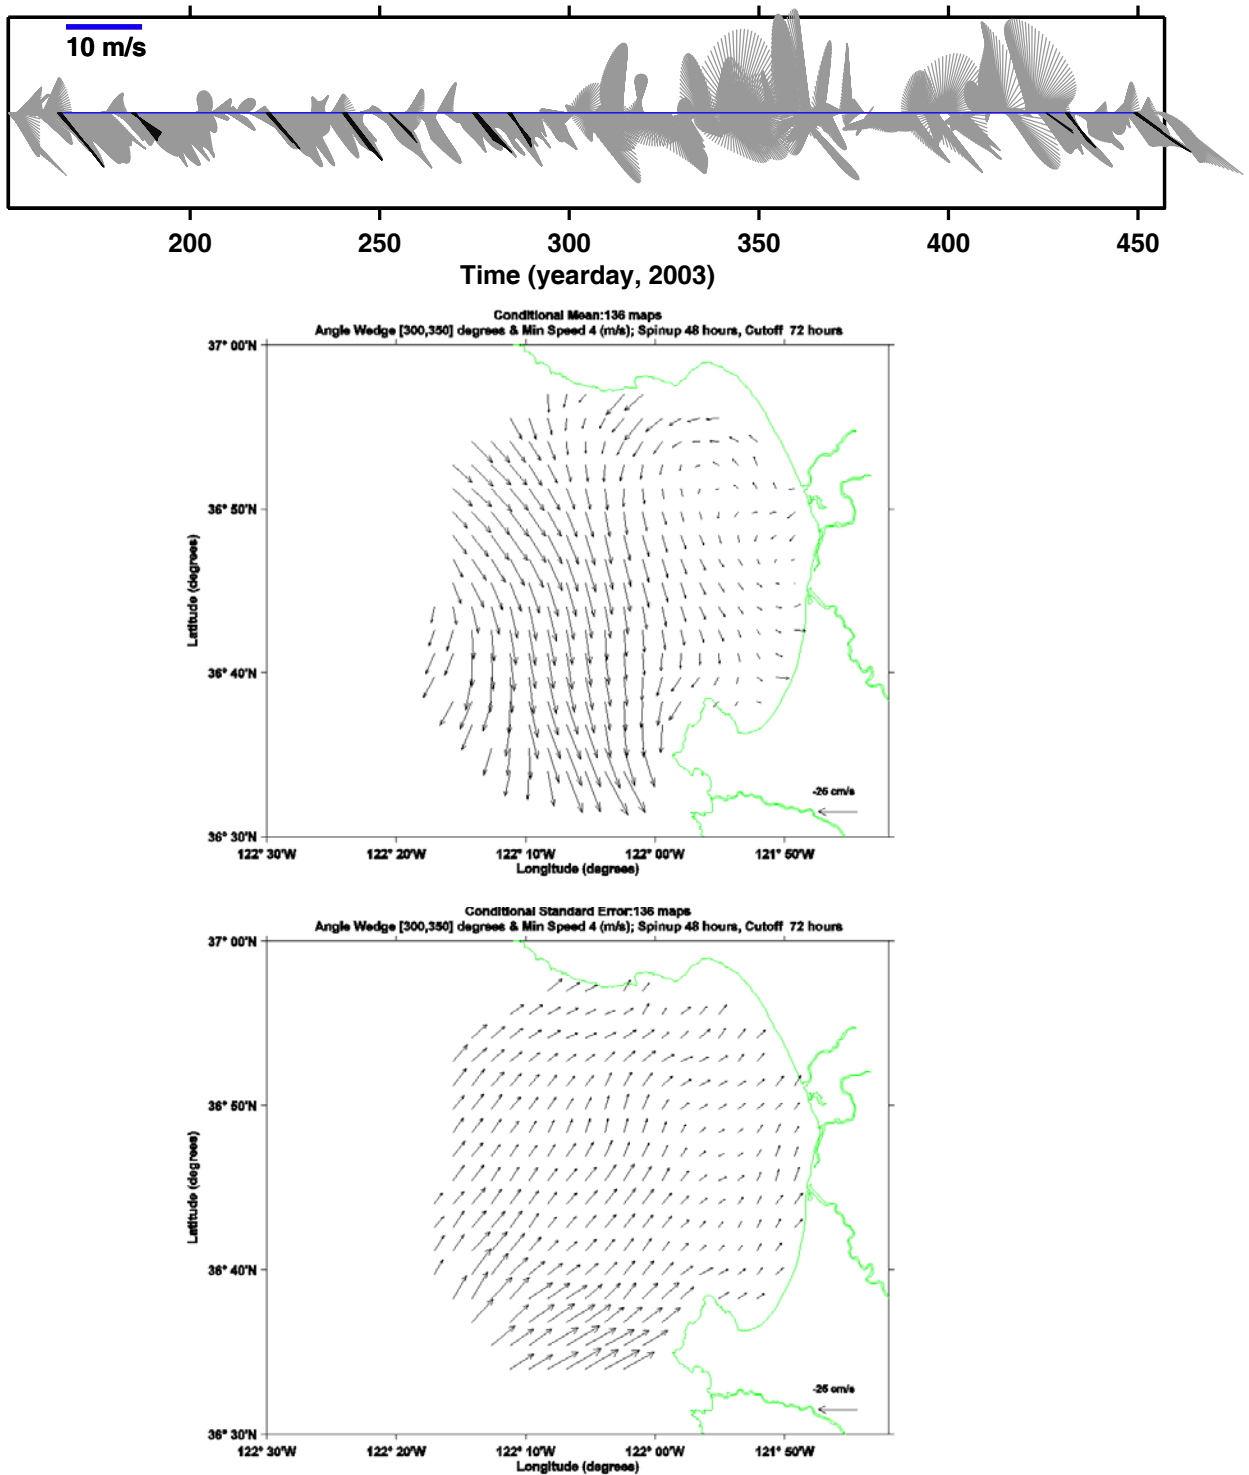 10 m/s
200 250 300 350 400 450
Time (yearday, 2003)
Conditional Mean:136 maps
Angle Wedge [300,350] degrees & Min Speed 4 (m/s); Spinup 48 hours, Cutoff 72 hours
37° 00'N
36° 50'N
Latitude (degrees)
36° 40'N
-25 cm/s
36° 30'N
122° 30'W 122° 20'W 122° 10'W 122° 00'W 121° 50'W
Longitude (degrees)
Conditional Standard Error:136 maps
Angle Wedge [300,350] degrees & Min Speed 4 (m/s); Spinup 48 hours, Cutoff 72 hours
37° 00'N
36° 50'N
Latitude (degrees)
36° 40'N
-25 cm/s
36° 30'N
122° 30'W 122° 20'W 122° 10'W 122° 00'W 121° 50'W
Longitude (degrees)